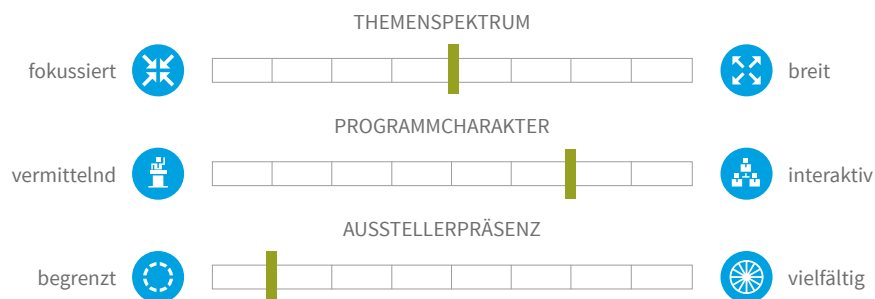 THEMENSPEKTRUM
fokussiert breit
PROGRAMMCHARAKTER
vermittelnd interaktiv
AUSSTELLERPRÄSENZ
begrenzt vielfältig